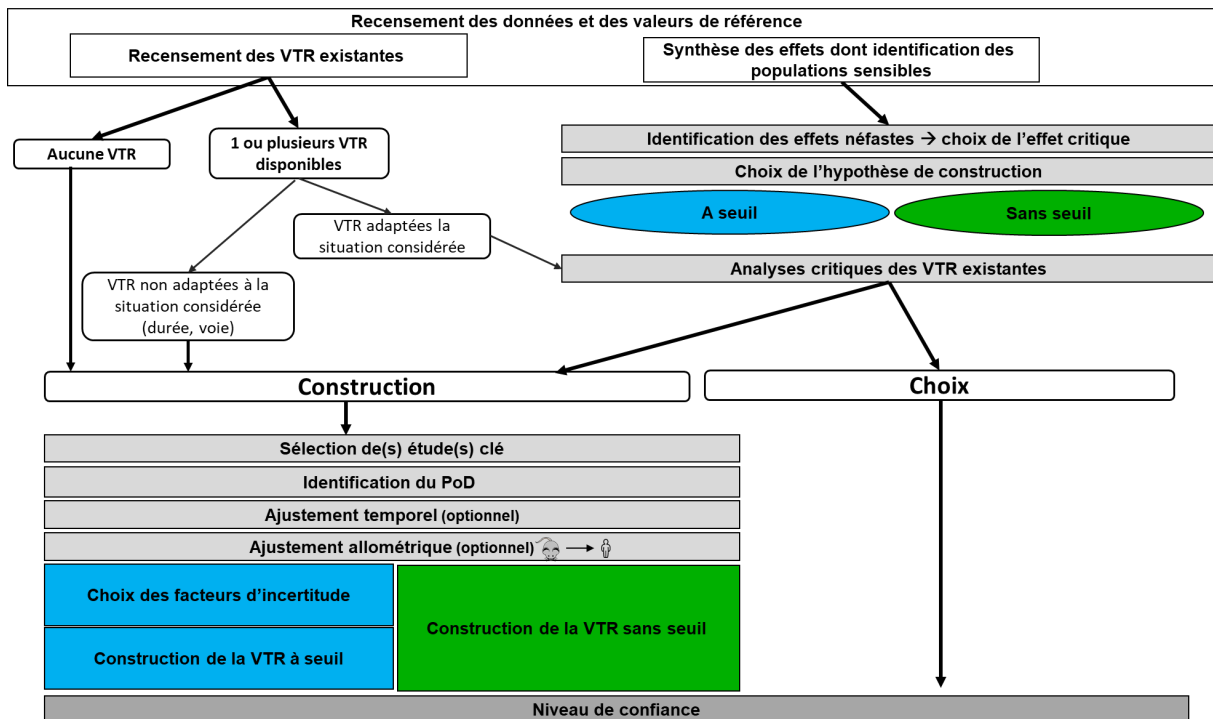 Recensement des données et des valeurs de référence
Recensement des VTR existantes
Synthèse des effets dont identification des
populations sensibles
Aucune VTR
1 ou plusieurs VTR
disponibles
Identification des effets néfastes → choix de l'effet critique
Choix de l'hypothèse de construction
A seuil
Sans seuil
VTR adaptées la
situation considérée
Analyses critiques des VTR existantes
VTR non adaptées à la
situation considérée
(durée, voie)
Construction
Choix
Sélection de(s) étude(s) clé
Identification du PoD
Ajustement temporel (optionnel)
Ajustement allométrique (optionnel)
Choix des facteurs d'incertitude
Construction de la VTR sans seuil
Construction de la VTR à seuil
Niveau de confiance